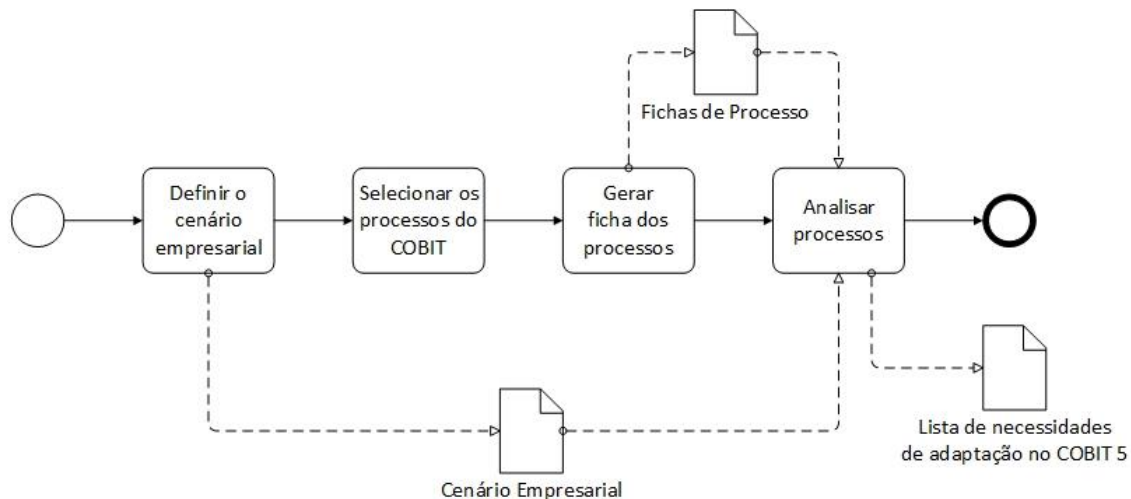 Fichas de Processo
Definir o
cenário
empresarial
Selecionar os
processos do
COBIT
Gerar
ficha dos
processos
Analisar
processos
Lista de necessidades
de adaptação no COBIT 5
Cenário Empresarial